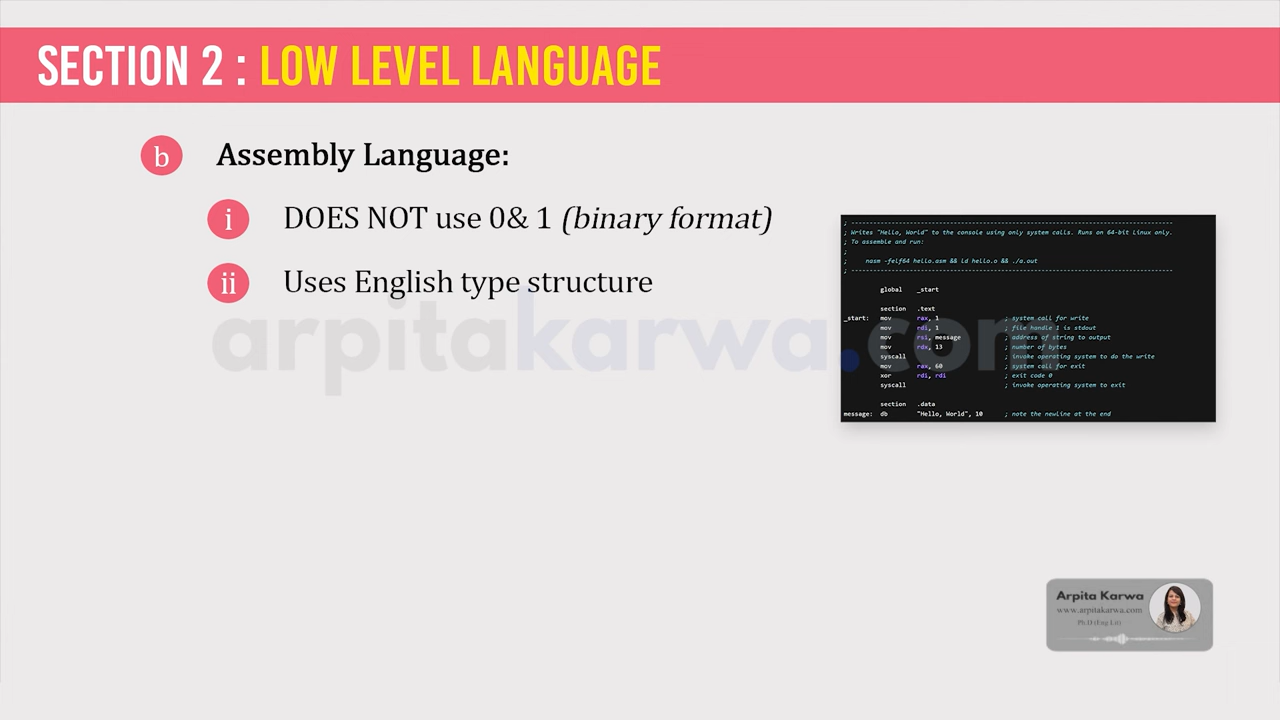 SECTION 2 : LOW LEVEL LANGUAGE
b Assembly Language:
i DOES NOT use 0& 1 (binary format)
ii Uses English type structure
arpitakarwa.com
; ----------------------------------------------------------------------------------------
; Writes "Hello, World" to the console using only system calls. Runs on 64-bit Linux only.
; To assemble and run:
;
; nasm -felf64 hello.asm && ld hello.o && ./a.out
; ----------------------------------------------------------------------------------------
global _start
section .text
_start: mov rax, 1 ; system call for write
mov rdi, 1 ; file handle 1 is stdout
mov rsi, message ; address of string to output
mov rdx, 13 ; number of bytes
syscall ; invoke operating system to do the write
mov rax, 60 ; system call for exit
xor rdi, rdi ; exit code 0
syscall ; invoke operating system to exit
section .data
message: db "Hello, World", 10 ; note the newline at the end
Arpita Karwa
www.arpitakarwa.com
Ph.D (Eng Lit)